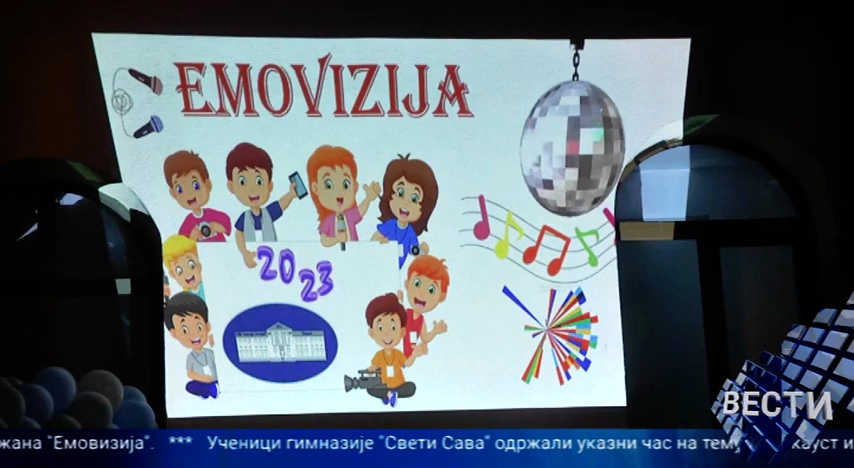 EMOVIZIJA
2023
ВЕСТИ
жана "Емовизија". *** Ученици гимназије "Свети Сава" одржали указни час на тему